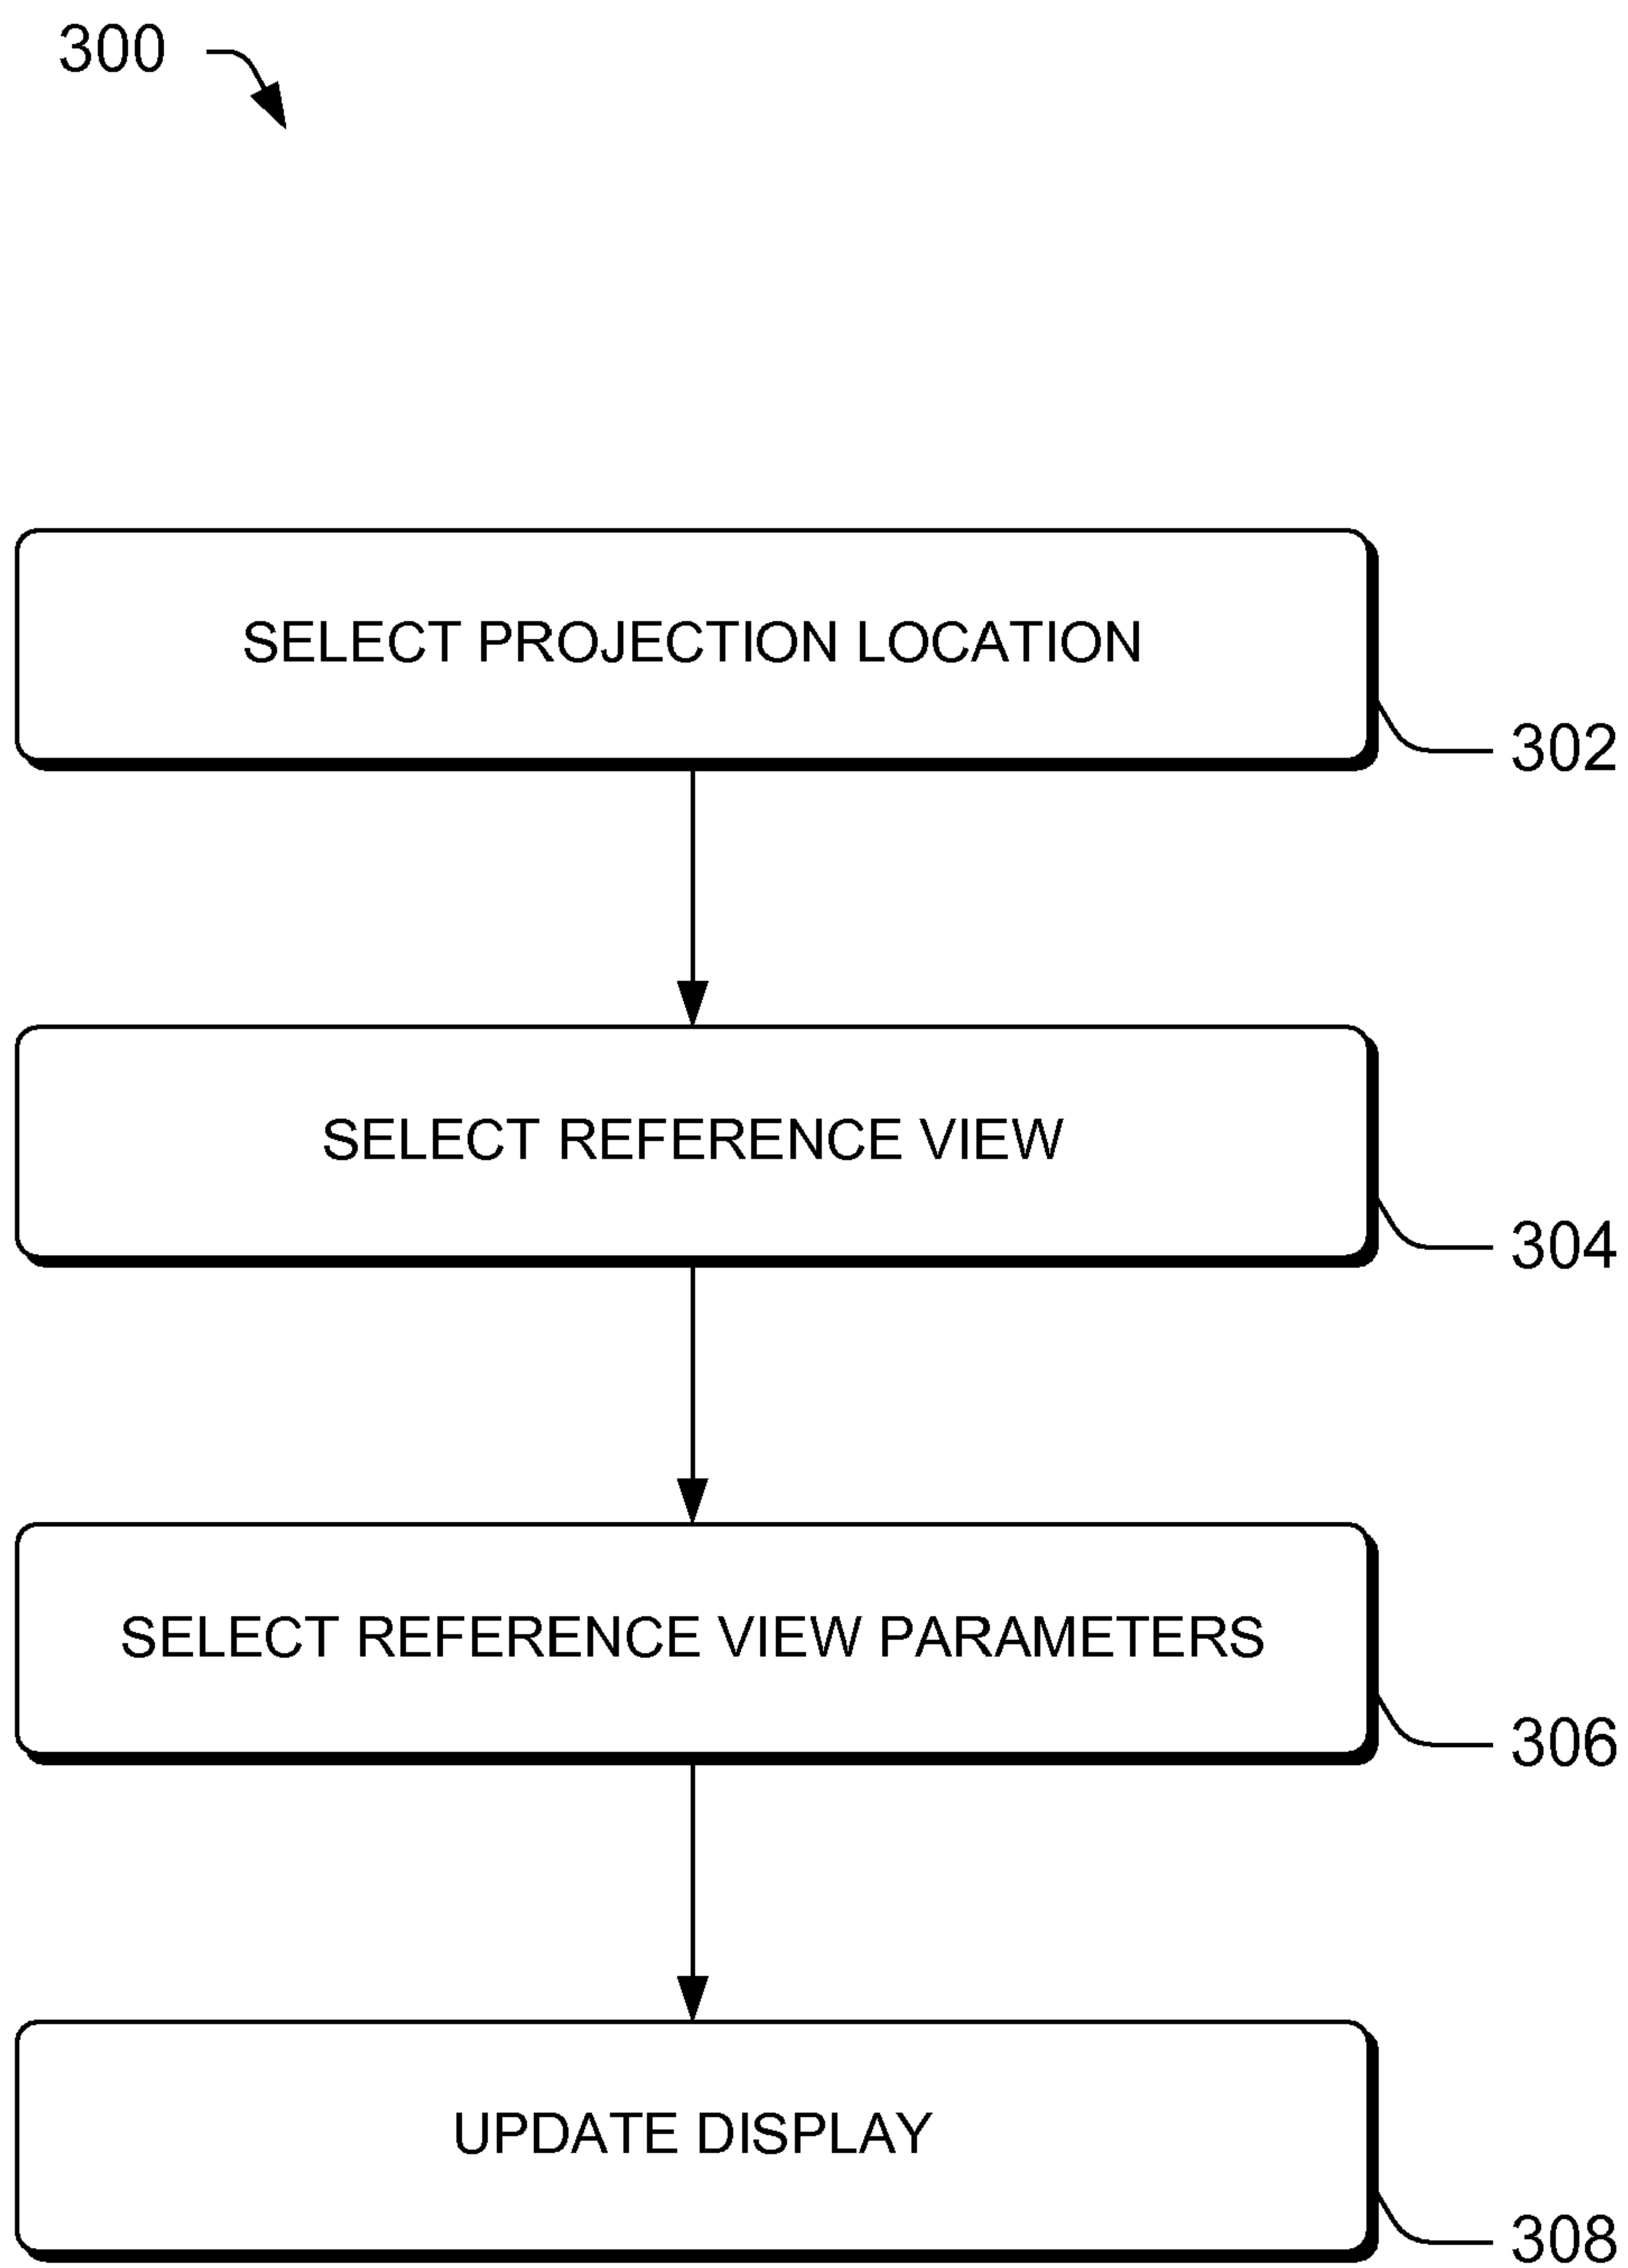 300
SELECT PROJECTION LOCATION
302
SELECT REFERENCE VIEW
304
SELECT REFERENCE VIEW PARAMETERS
306
UPDATE DISPLAY
308